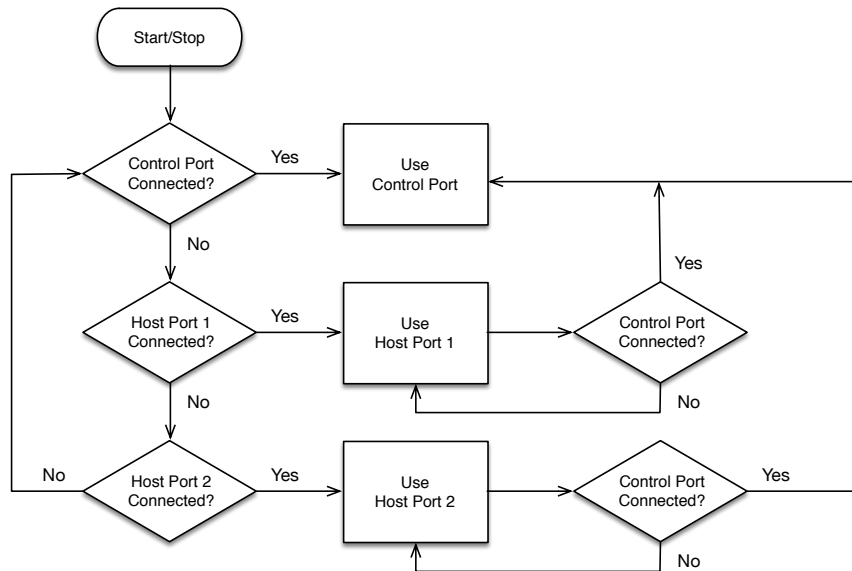 Start/Stop
Control Port
Connected?
Yes
Use
Control Port
No
Yes
Host Port 1
Connected?
Yes
Use
Host Port 1
Control Port
Connected?
No
No
No
Host Port 2
Connected?
Yes
Use
Host Port 2
Control Port
Connected?
Yes
No